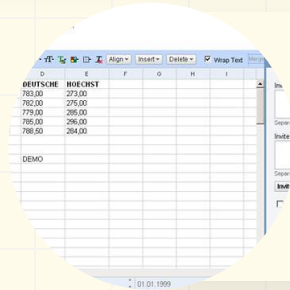 Align Insert Delete Wrap Text
D E F G H I
DEUTSCHE HOECHST
783,00 273,00
782,00 275,00
779,00 285,00
785,00 296,00
788,50 284,00
DEMO
Invite
01.01.1999